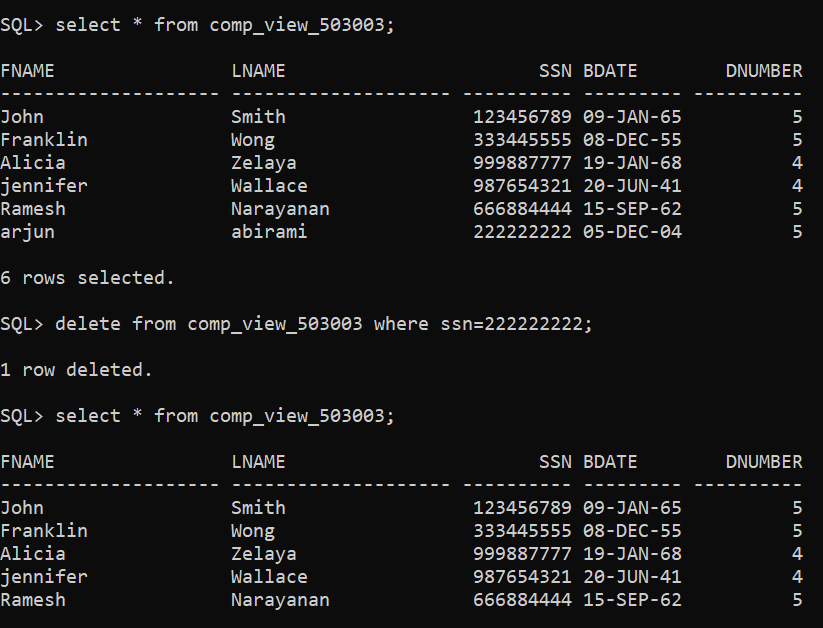 SQL> select * from comp_view_503003;
FNAME                LNAME                       SSN BDATE        DNUMBER
-------------------- -------------------- ---------- --------- ----------
John                 Smith                 123456789 09-JAN-65          5
Franklin             Wong                  333445555 08-DEC-55          5
Alicia               Zelaya                999887777 19-JAN-68          4
jennifer             Wallace               987654321 20-JUN-41          4
Ramesh               Narayanan             666884444 15-SEP-62          5
arjun                abirami               222222222 05-DEC-04          5
6 rows selected.
SQL> delete from comp_view_503003 where ssn=222222222;
1 row deleted.
SQL> select * from comp_view_503003;
FNAME                LNAME                       SSN BDATE        DNUMBER
-------------------- -------------------- ---------- --------- ----------
John                 Smith                 123456789 09-JAN-65          5
Franklin             Wong                  333445555 08-DEC-55          5
Alicia               Zelaya                999887777 19-JAN-68          4
jennifer             Wallace               987654321 20-JUN-41          4
Ramesh               Narayanan             666884444 15-SEP-62          5